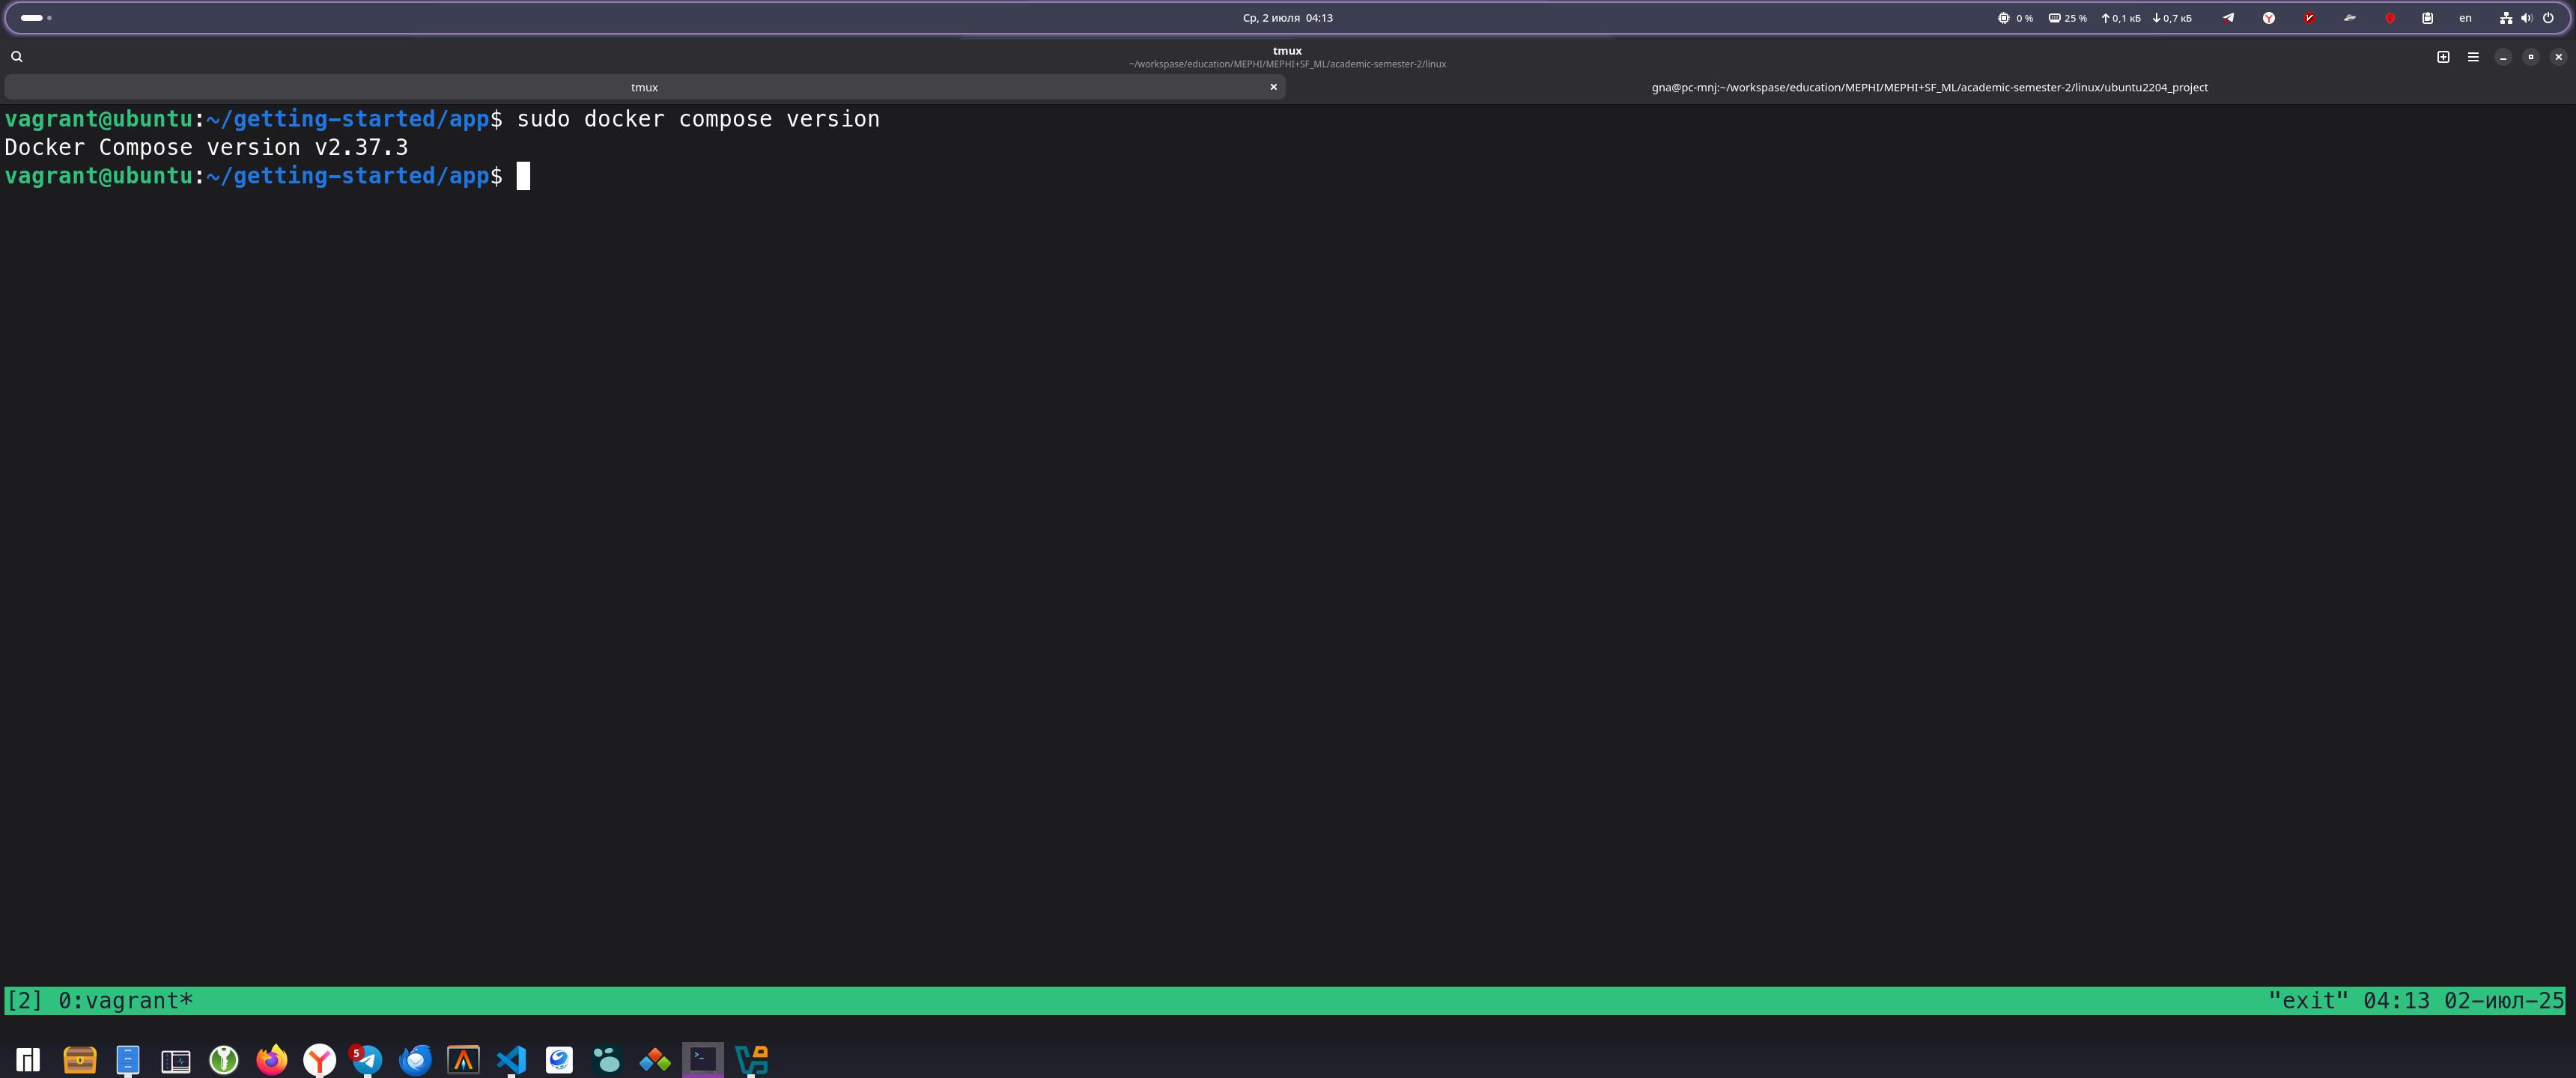 Ср, 2 июля 04:13
0 %
25 %
0,1 кБ
0,7 кБ
en
tmux
~/workspase/education/MEPHI/MEPHI+SF_ML/academic-semester-2/linux
tmux
gna@pc-mnj:~/workspase/education/MEPHI/MEPHI+SF_ML/academic-semester-2/linux/ubuntu2204_project
vagrant@ubuntu:~/getting-started/app$ sudo docker compose version
Docker Compose version v2.37.3
vagrant@ubuntu:~/getting-started/app$
[2] 0:vagrant*
"exit" 04:13 02-июл-25
5